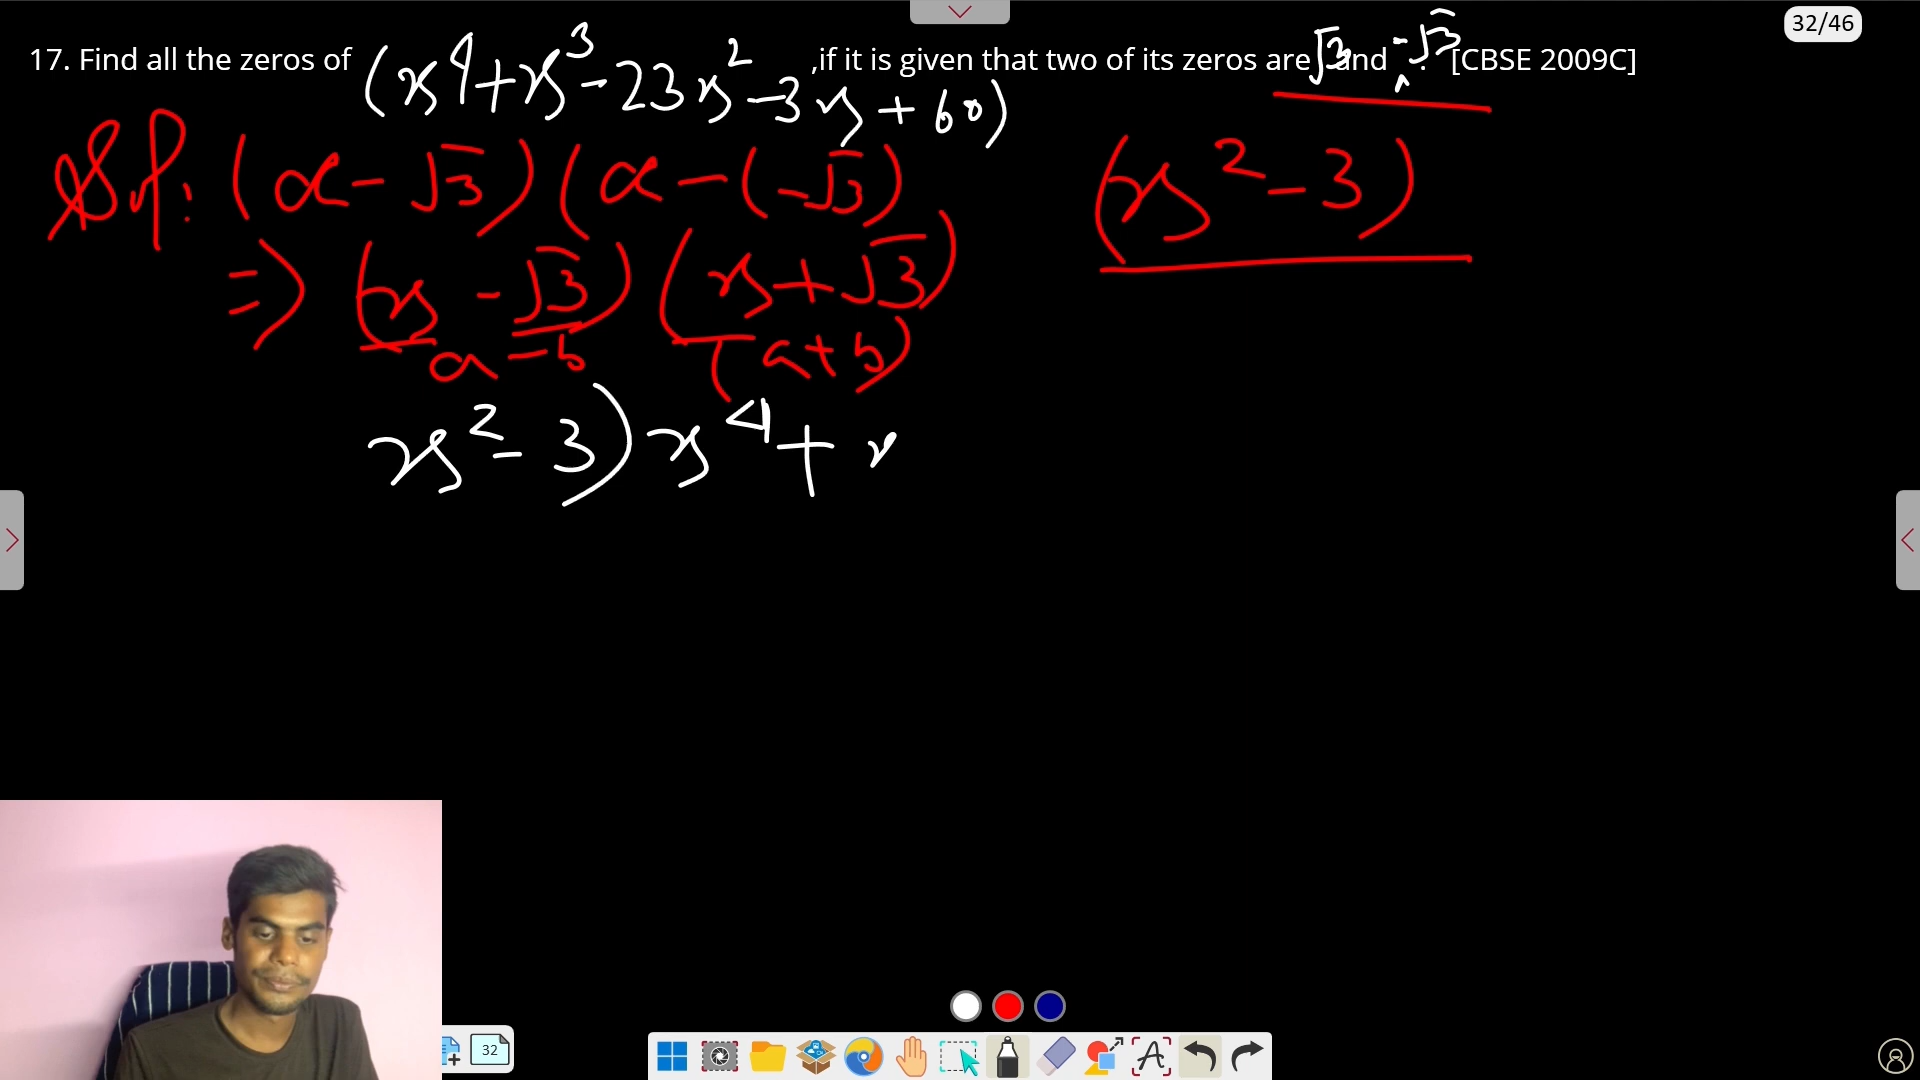 32/46
17. Find all the zeros of (x⁴+x³-23x²-3x+60) ,if it is given that two of its zeros are √3 and -√3. [CBSE 2009C]
Sol: (α-√3)(α-(-√3)
(x²-3)
⇒ (x-√3)(x+√3)
a-b (a+b)
x²-3)x⁴+
32